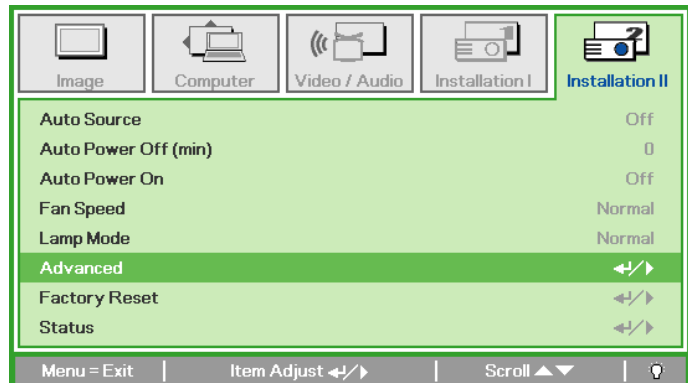 Image
Computer
Video / Audio
Installation I
Installation II
Auto Source Off
Auto Power Off (min) 0
Auto Power On Off
Fan Speed Normal
Lamp Mode Normal
Advanced ↵/▶
Factory Reset ↵/▶
Status ↵/▶
Menu = Exit | Item Adjust ↵/▶ | Scroll ▲▼ |